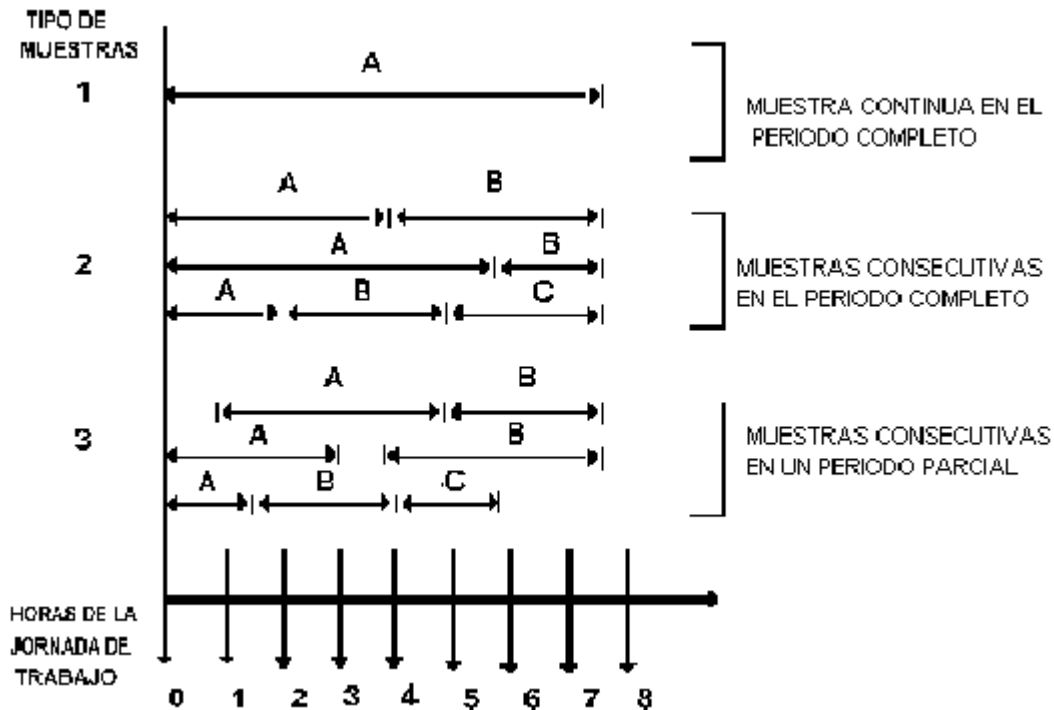 TIPO DE
MUESTRAS
1
A
MUESTRA CONTINUA EN EL
PERIODO COMPLETO
A B
2
A B
A B C
MUESTRAS CONSECUTIVAS
EN EL PERIODO COMPLETO
A B
3
A B
A B C
MUESTRAS CONSECUTIVAS
EN UN PERIODO PARCIAL
HORAS DE LA
JORNADA DE
TRABAJO
0 1 2 3 4 5 6 7 8